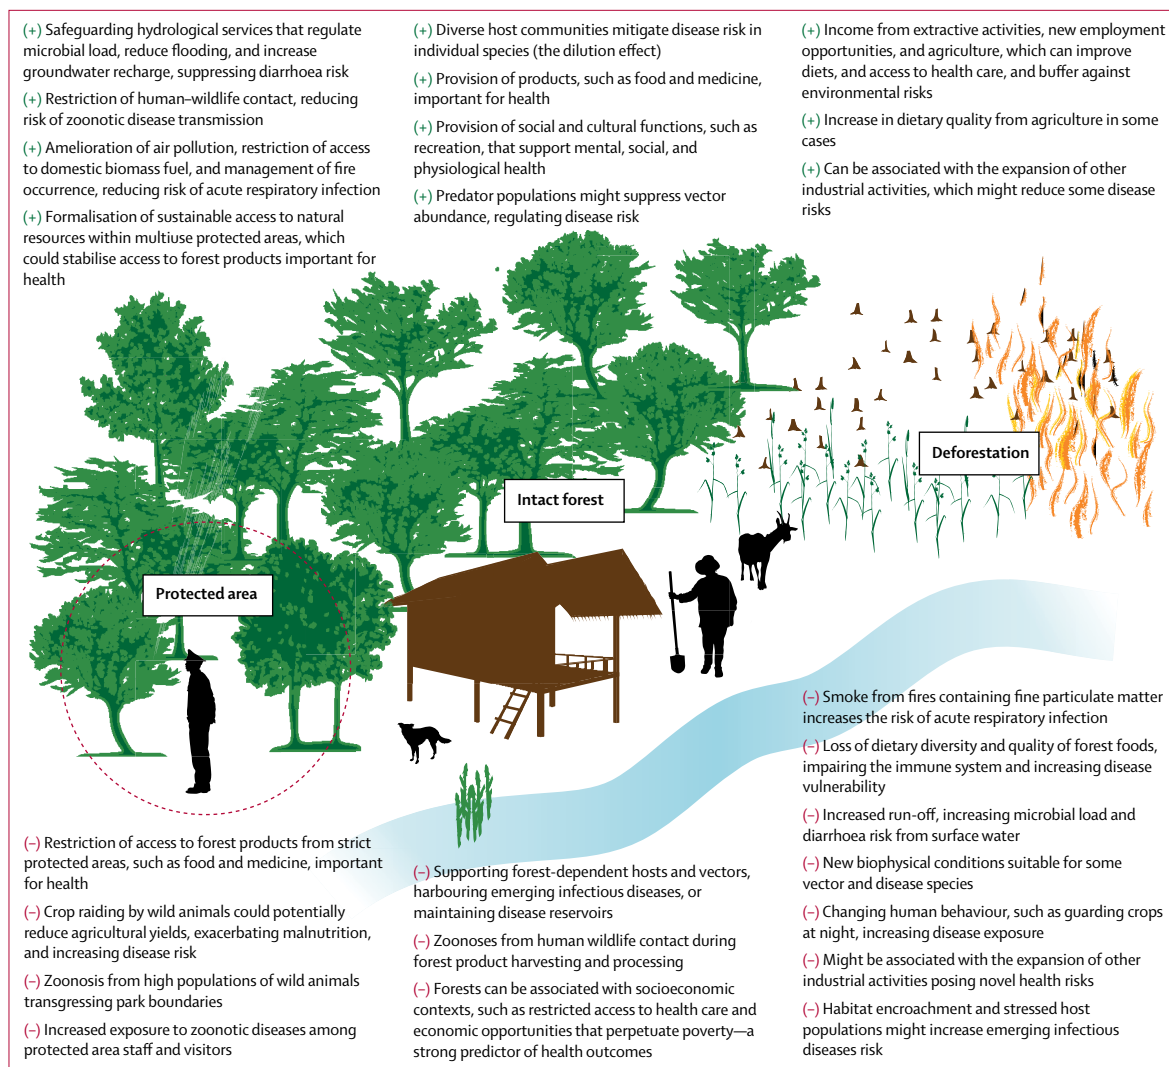 (+) Safeguarding hydrological services that regulate
microbial load, reduce flooding, and increase
groundwater recharge, suppressing diarrhoea risk
(+) Restriction of human–wildlife contact, reducing
risk of zoonotic disease transmission
(+) Amelioration of air pollution, restriction of access
to domestic biomass fuel, and management of fire
occurrence, reducing risk of acute respiratory infection
(+) Formalisation of sustainable access to natural
resources within multiuse protected areas, which
could stabilise access to forest products important for
health
(+) Diverse host communities mitigate disease risk in
individual species (the dilution effect)
(+) Provision of products, such as food and medicine,
important for health
(+) Provision of social and cultural functions, such as
recreation, that support mental, social, and
physiological health
(+) Predator populations might suppress vector
abundance, regulating disease risk
(+) Income from extractive activities, new employment
opportunities, and agriculture, which can improve
diets, and access to health care, and buffer against
environmental risks
(+) Increase in dietary quality from agriculture in some
cases
(+) Can be associated with the expansion of other
industrial activities, which might reduce some disease
risks
Deforestation
Intact forest
Protected area
(–) Restriction of access to forest products from strict
protected areas, such as food and medicine, important
for health
(–) Crop raiding by wild animals could potentially
reduce agricultural yields, exacerbating malnutrition,
and increasing disease risk
(–) Zoonosis from high populations of wild animals
transgressing park boundaries
(–) Increased exposure to zoonotic diseases among
protected area staff and visitors
(–) Supporting forest-dependent hosts and vectors,
harbouring emerging infectious diseases, or
maintaining disease reservoirs
(–) Zoonoses from human wildlife contact during
forest product harvesting and processing
(–) Forests can be associated with socioeconomic
contexts, such as restricted access to health care and
economic opportunities that perpetuate poverty—a
strong predictor of health outcomes
(–) Smoke from fires containing fine particulate matter
increases the risk of acute respiratory infection
(–) Loss of dietary diversity and quality of forest foods,
impairing the immune system and increasing disease
vulnerability
(–) Increased run-off, increasing microbial load and
diarrhoea risk from surface water
(–) New biophysical conditions suitable for some
vector and disease species
(–) Changing human behaviour, such as guarding crops
at night, increasing disease exposure
(–) Might be associated with the expansion of other
industrial activities posing novel health risks
(–) Habitat encroachment and stressed host
populations might increase emerging infectious
diseases risk